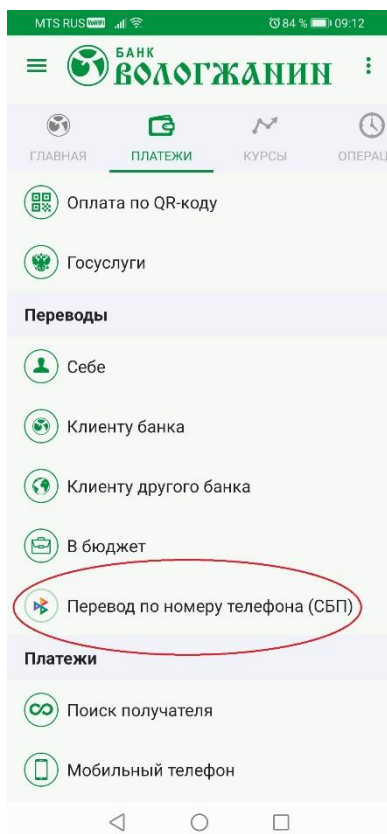 MTS RUS VoWiFi 84 % 09:12
БАНК
ВОЛОГЖАНИН
ГЛАВНАЯ ПЛАТЕЖИ КУРСЫ ОПЕРАЦ
Оплата по QR-коду
Госуслуги
Переводы
Себе
Клиенту банка
Клиенту другого банка
В бюджет
Перевод по номеру телефона (СБП)
Платежи
Поиск получателя
Мобильный телефон